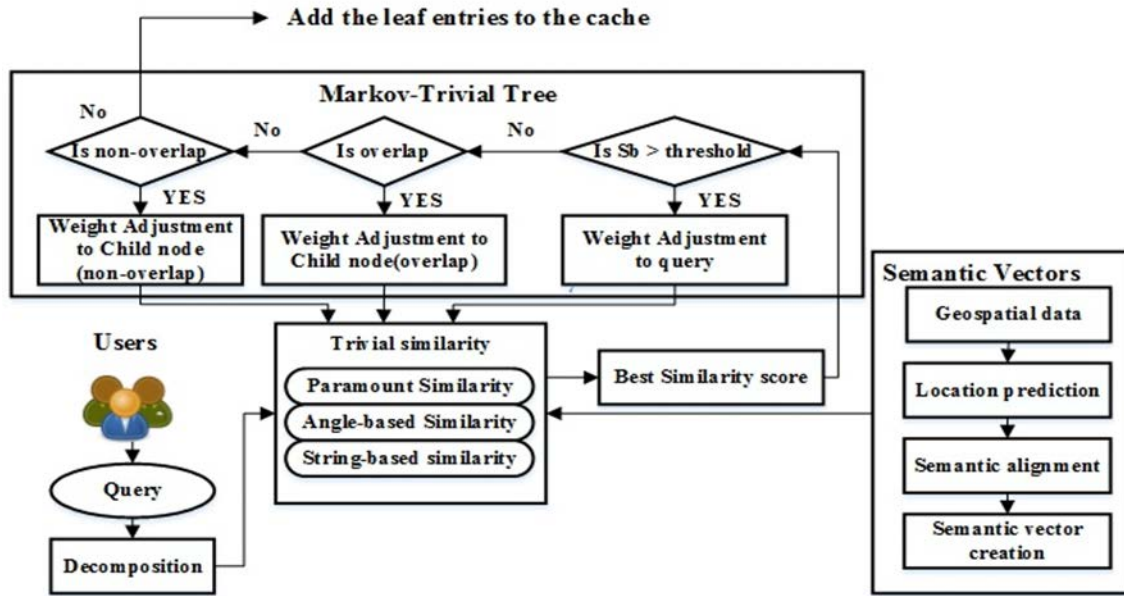 Add the leaf entries to the cache
Markov-Trivial Tree
No
No
No
Is non-overlap
Is overlap
Is Sb > threshold
YES
YES
YES
Weight Adjustment
to Child node
(non-overlap)
Weight Adjustment to
Child node(overlap)
Weight Adjustment
to query
Semantic Vectors
Geospatial data
Location prediction
Semantic alignment
Semantic vector
creation
Users
Query
Decomposition
Trivial similarity
Paramount Similarity
Angle-based Similarity
String-based similarity
Best Similarity score